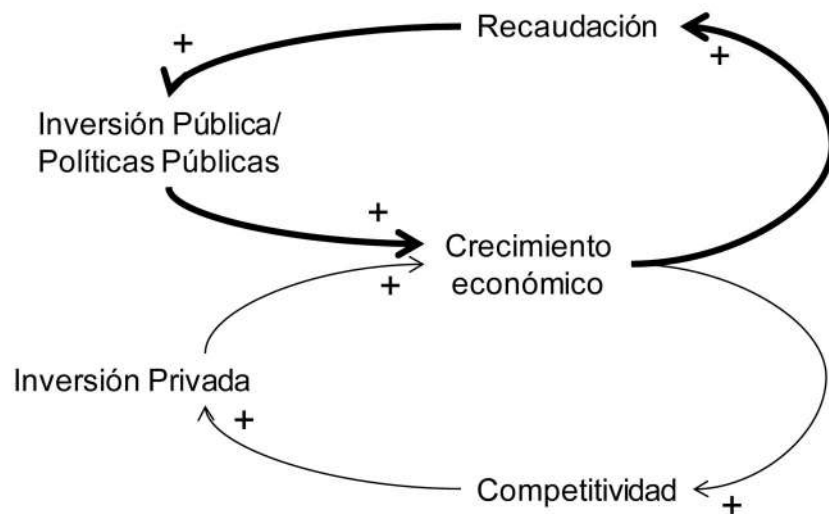 +
Recaudación
+
Inversión Pública/
Políticas Públicas
+
Crecimiento
económico
+
Inversión Privada
+
Competitividad
+